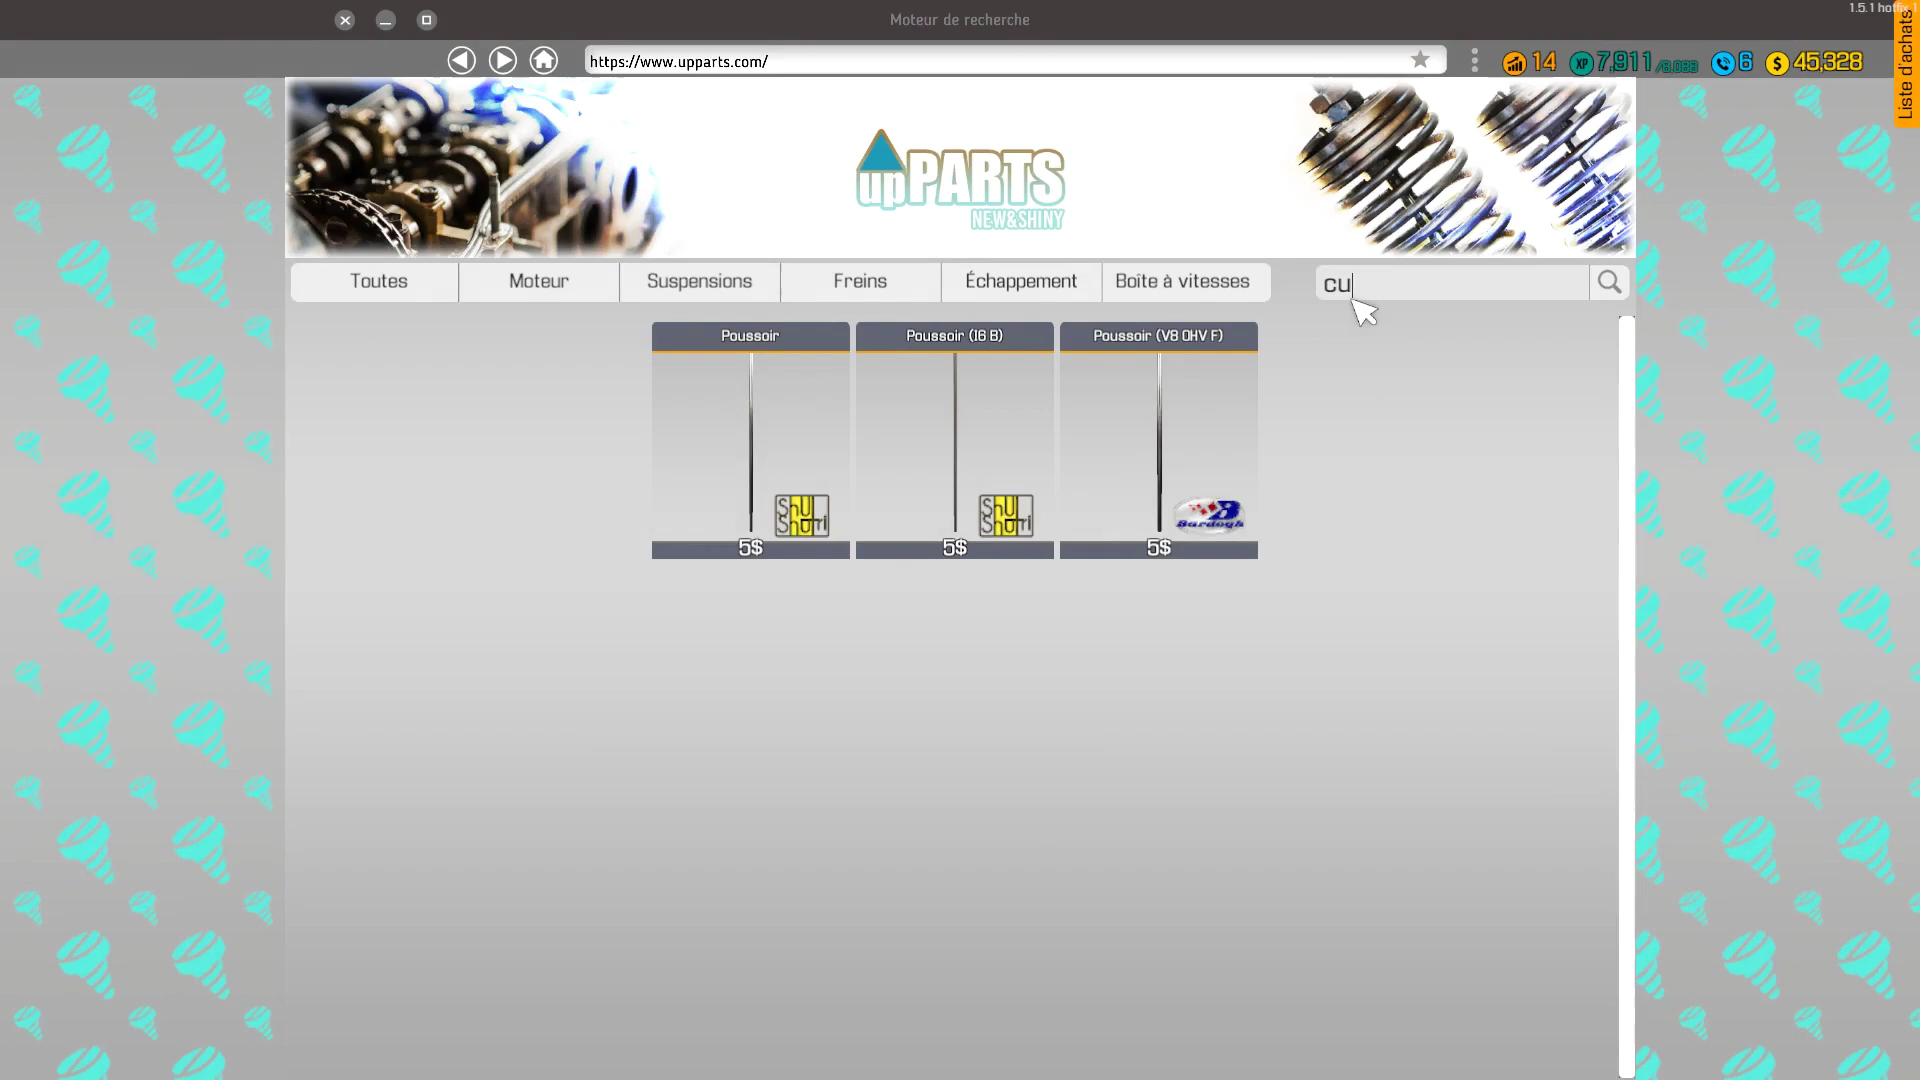 1.5.1 hotfix 1
Moteur de recherche
https://www.upparts.com/
14
XP 7,911
6
$ 45,328
Liste d'achats
upPARTS
NEW&SHINY
Toutes
Moteur
Suspensions
Freins
Échappement
Boîte à vitesses
cu
Poussoir
Poussoir (I6 B)
Poussoir (V8 OHV F)
5$
5$
5$